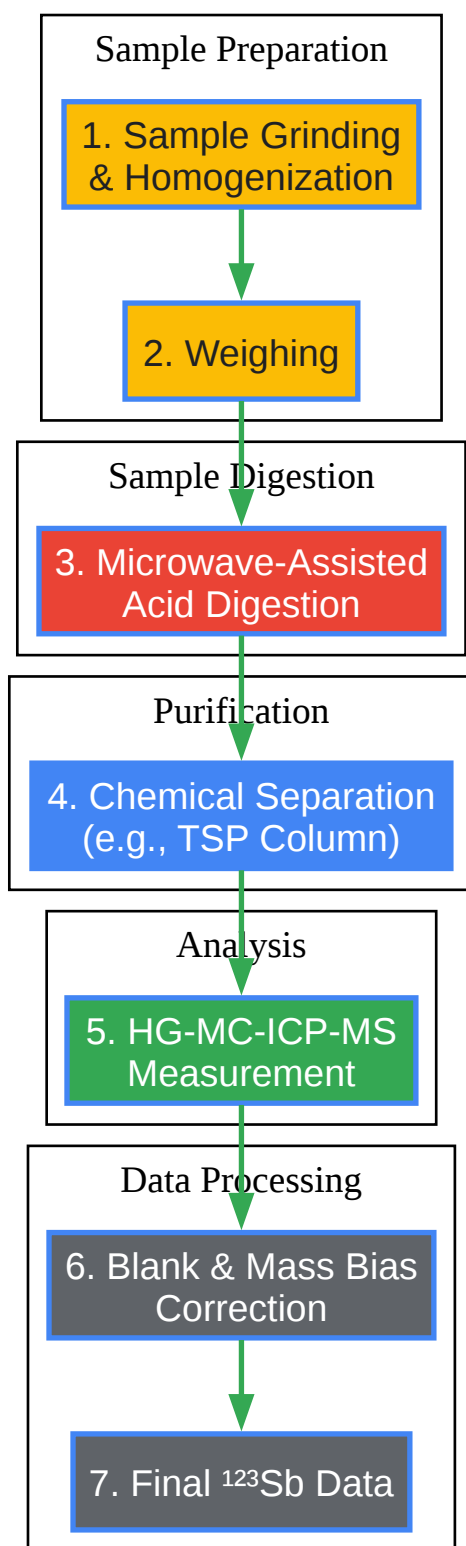 Sample Preparation
1. Sample Grinding
& Homogenization
2. Weighing
Sample Digestion
3. Microwave-Assisted
Acid Digestion
Purification
4. Chemical Separation
(e.g., TSP Column)
Analysis
5. HG-MC-ICP-MS
Measurement
Data Processing
6. Blank & Mass Bias
Correction
7. Final ¹²³Sb Data